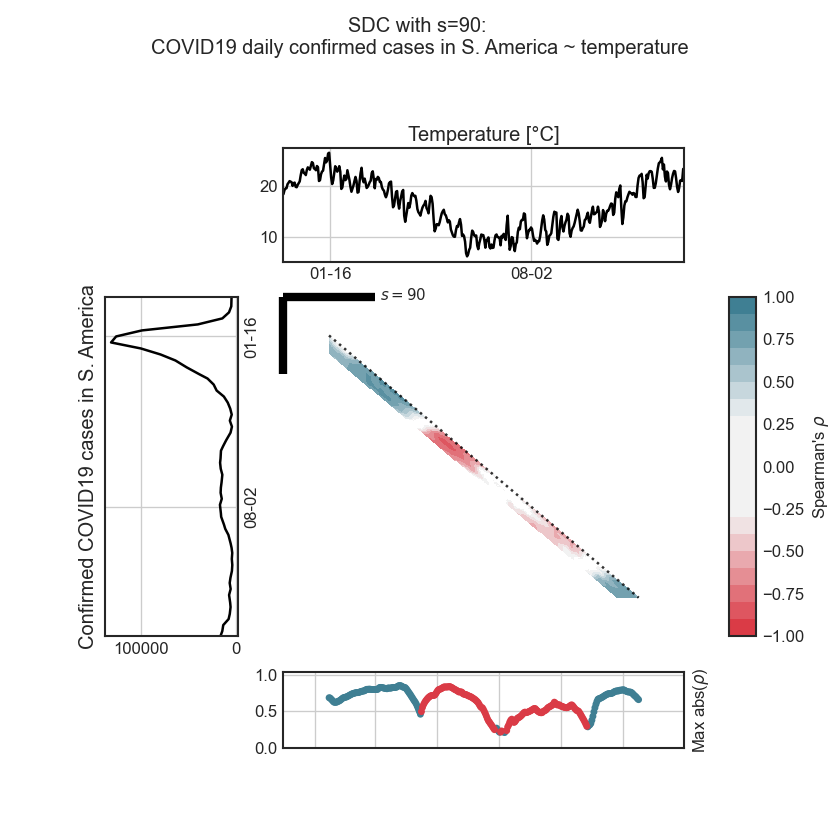 SDC with s=90:
COVID19 daily confirmed cases in S. America ~ temperature
Temperature [°C]
20
10
01-16
08-02
s = 90
Confirmed COVID19 cases in S. America
01-16
08-02
100000
0
1.00
0.75
0.50
0.25
0.00
−0.25
−0.50
−0.75
−1.00
Spearman's ρ
1.0
0.5
0.0
Max abs(ρ)